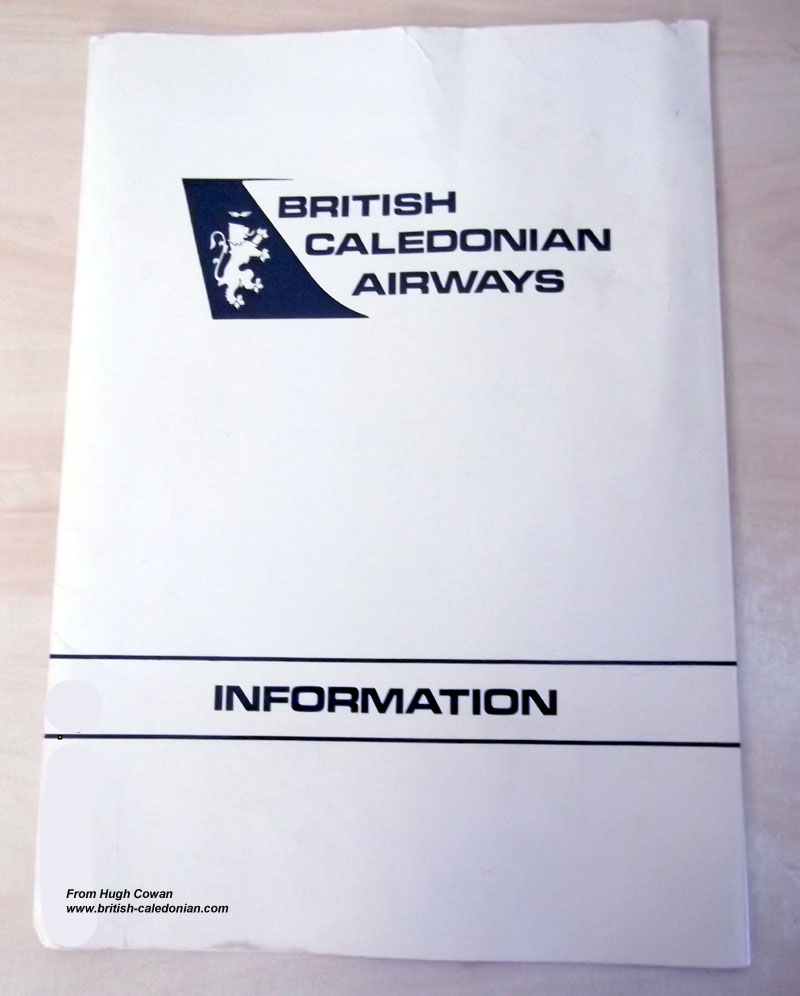 BRITISH
CALEDONIAN
AIRWAYS
INFORMATION
From Hugh Cowan
www.british-caledonian.com